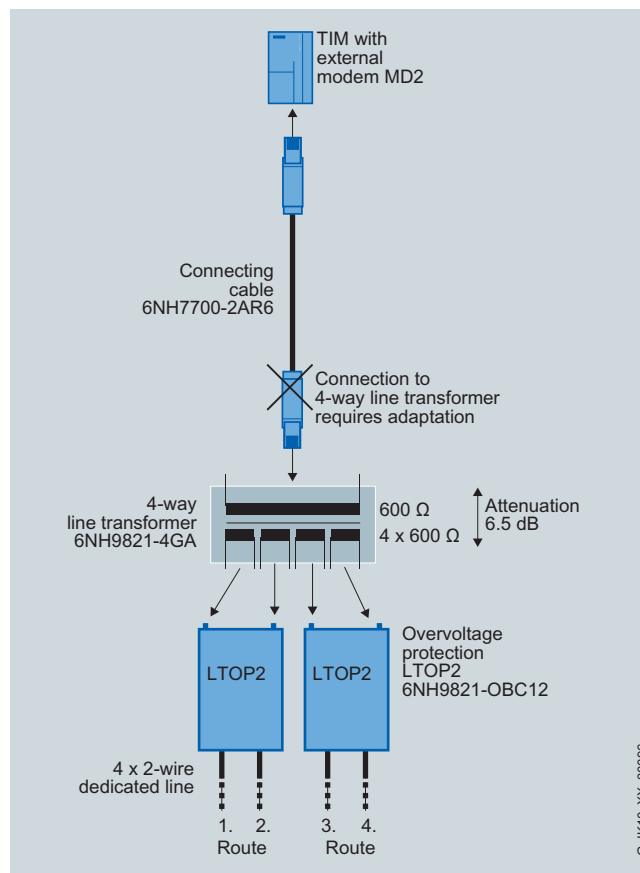 TIM with
external
modem MD2
Connecting
cable
6NH7700-2AR6
Connection to
4-way line transformer
requires adaptation
4-way
line transformer
6NH9821-4GA
600 Ω
4 x 600 Ω
Attenuation
6.5 dB
LTOP2
LTOP2
Overvoltage
protection
LTOP2
6NH9821-OBC12
4 x 2-wire
dedicated line
1. 2. 3. 4.
Route Route